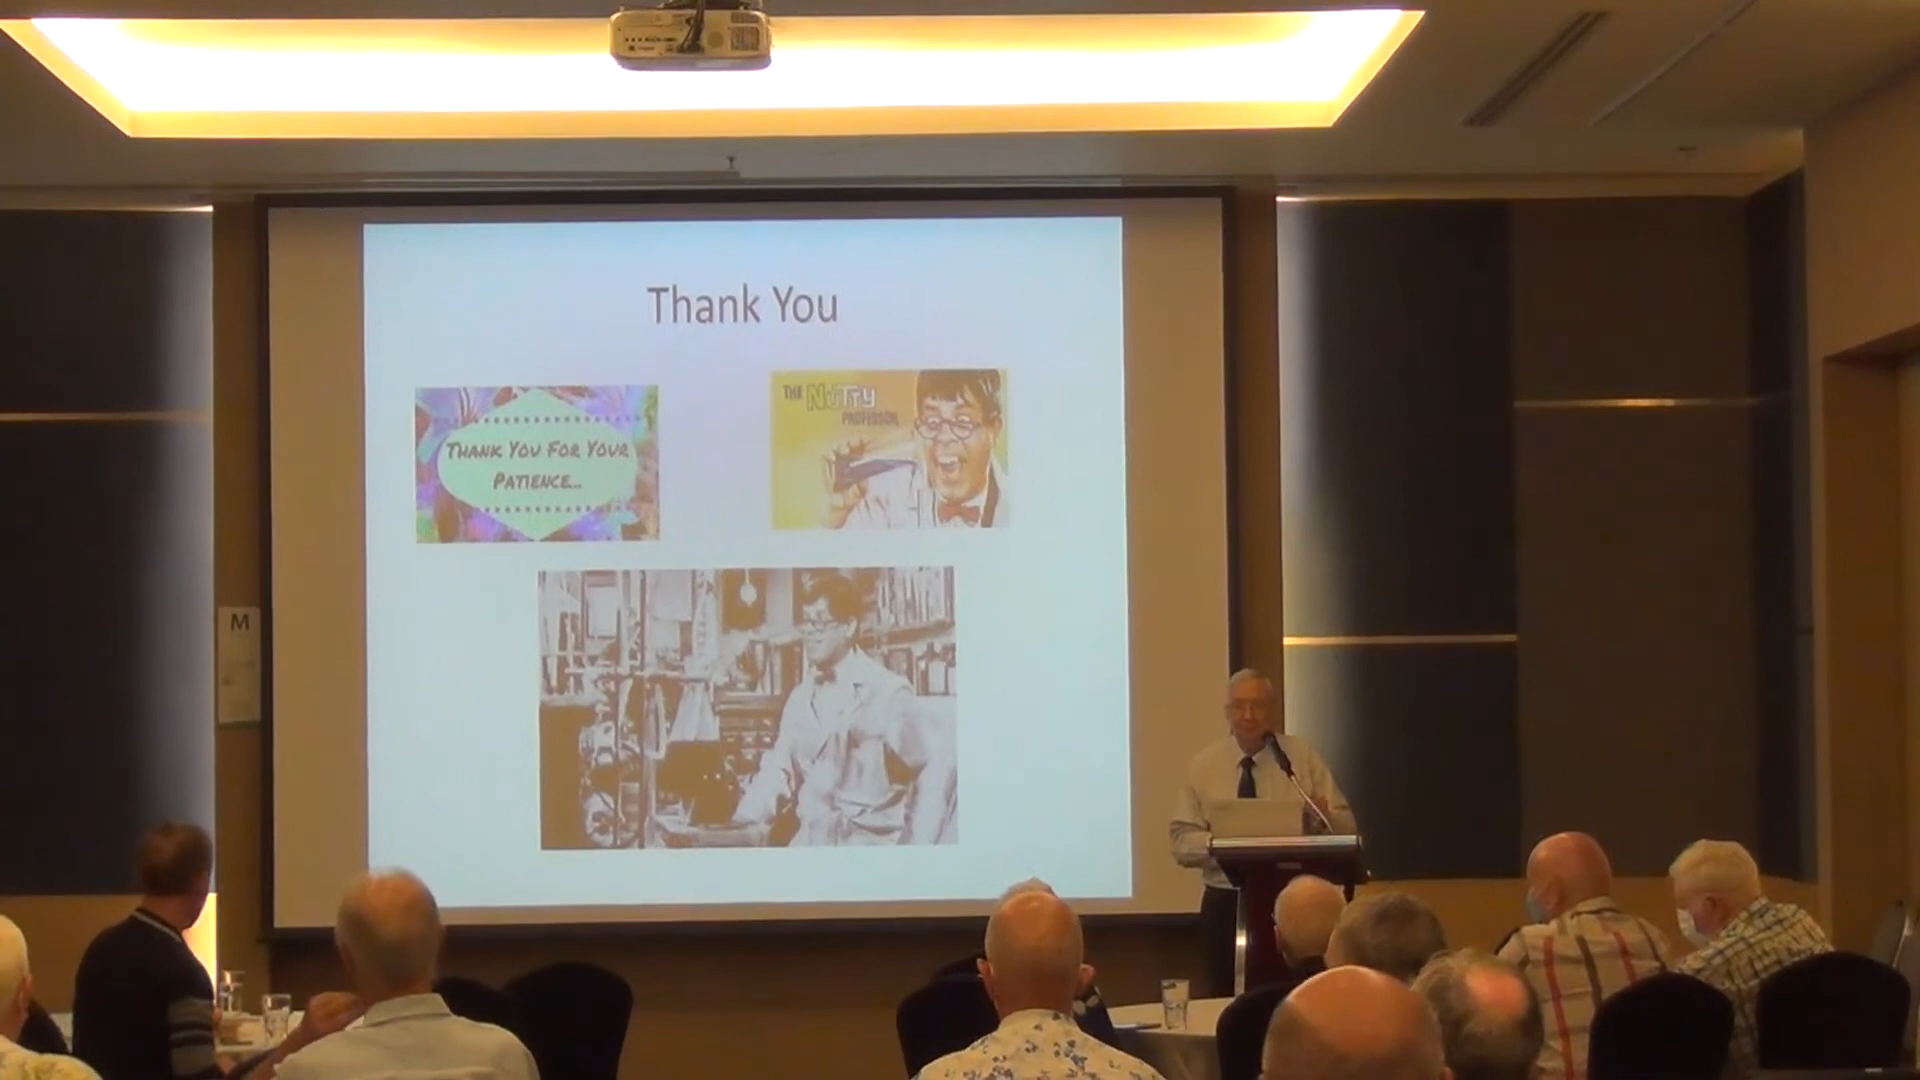 Thank You
THANK YOU FOR YOUR
PATIENCE...
THE NUTTY
PROFESSOR
M